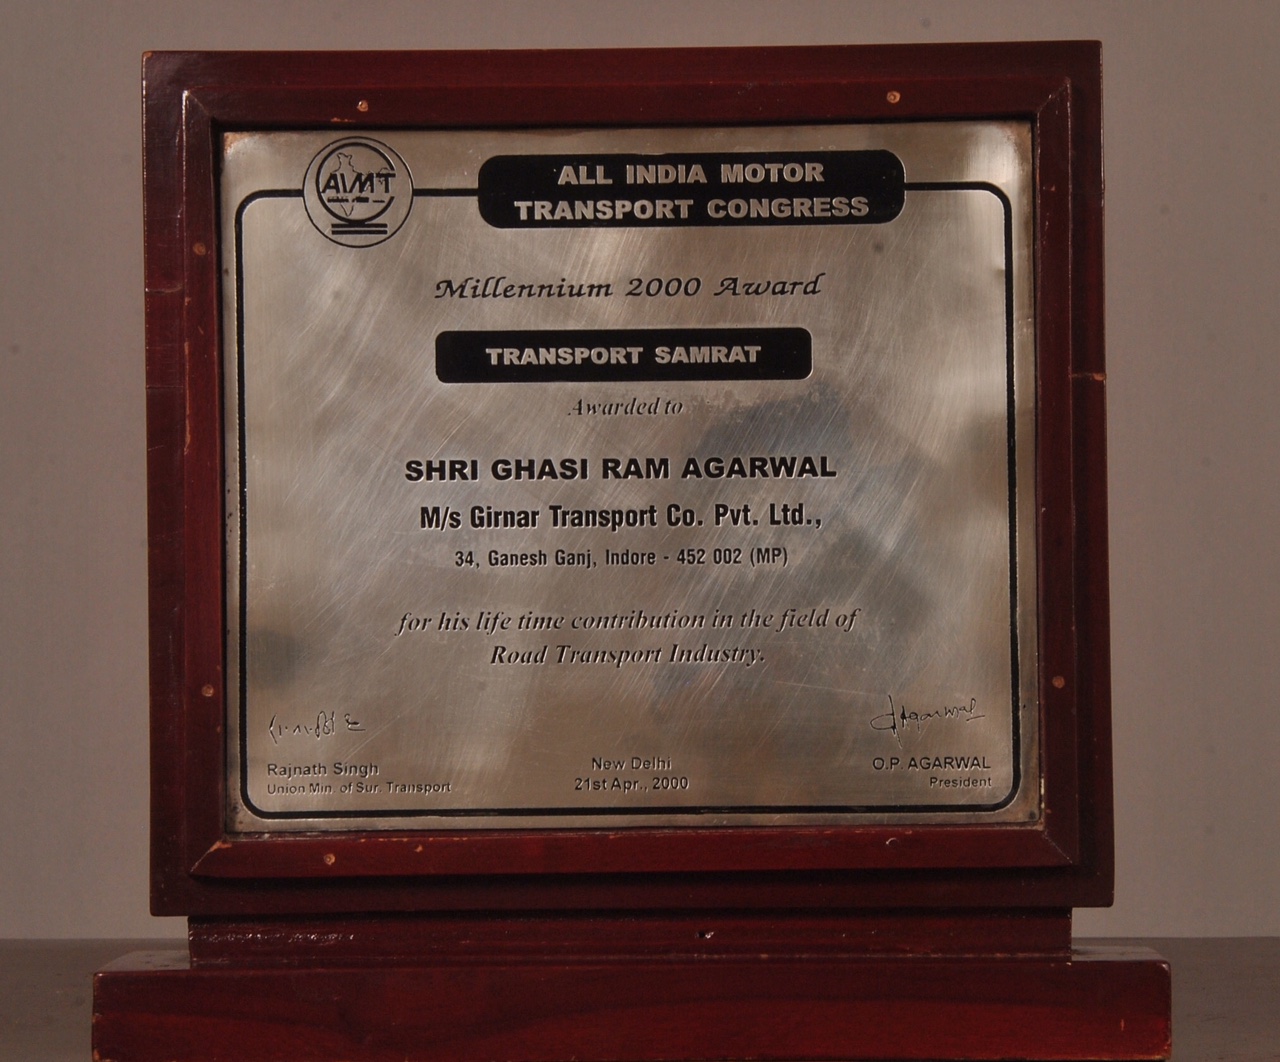 AIMT
ALL INDIA MOTOR
TRANSPORT CONGRESS
Millennium 2000 Award
TRANSPORT SAMRAT
Awarded to
SHRI GHASI RAM AGARWAL
M/s Girnar Transport Co. Pvt. Ltd.,
34, Ganesh Ganj, Indore - 452 002 (MP)
for his life time contribution in the field of
Road Transport Industry.
Agarwal
Rajnath Singh
Union Min. of Sur. Transport
New Delhi
21st Apr., 2000
O.P. AGARWAL
President